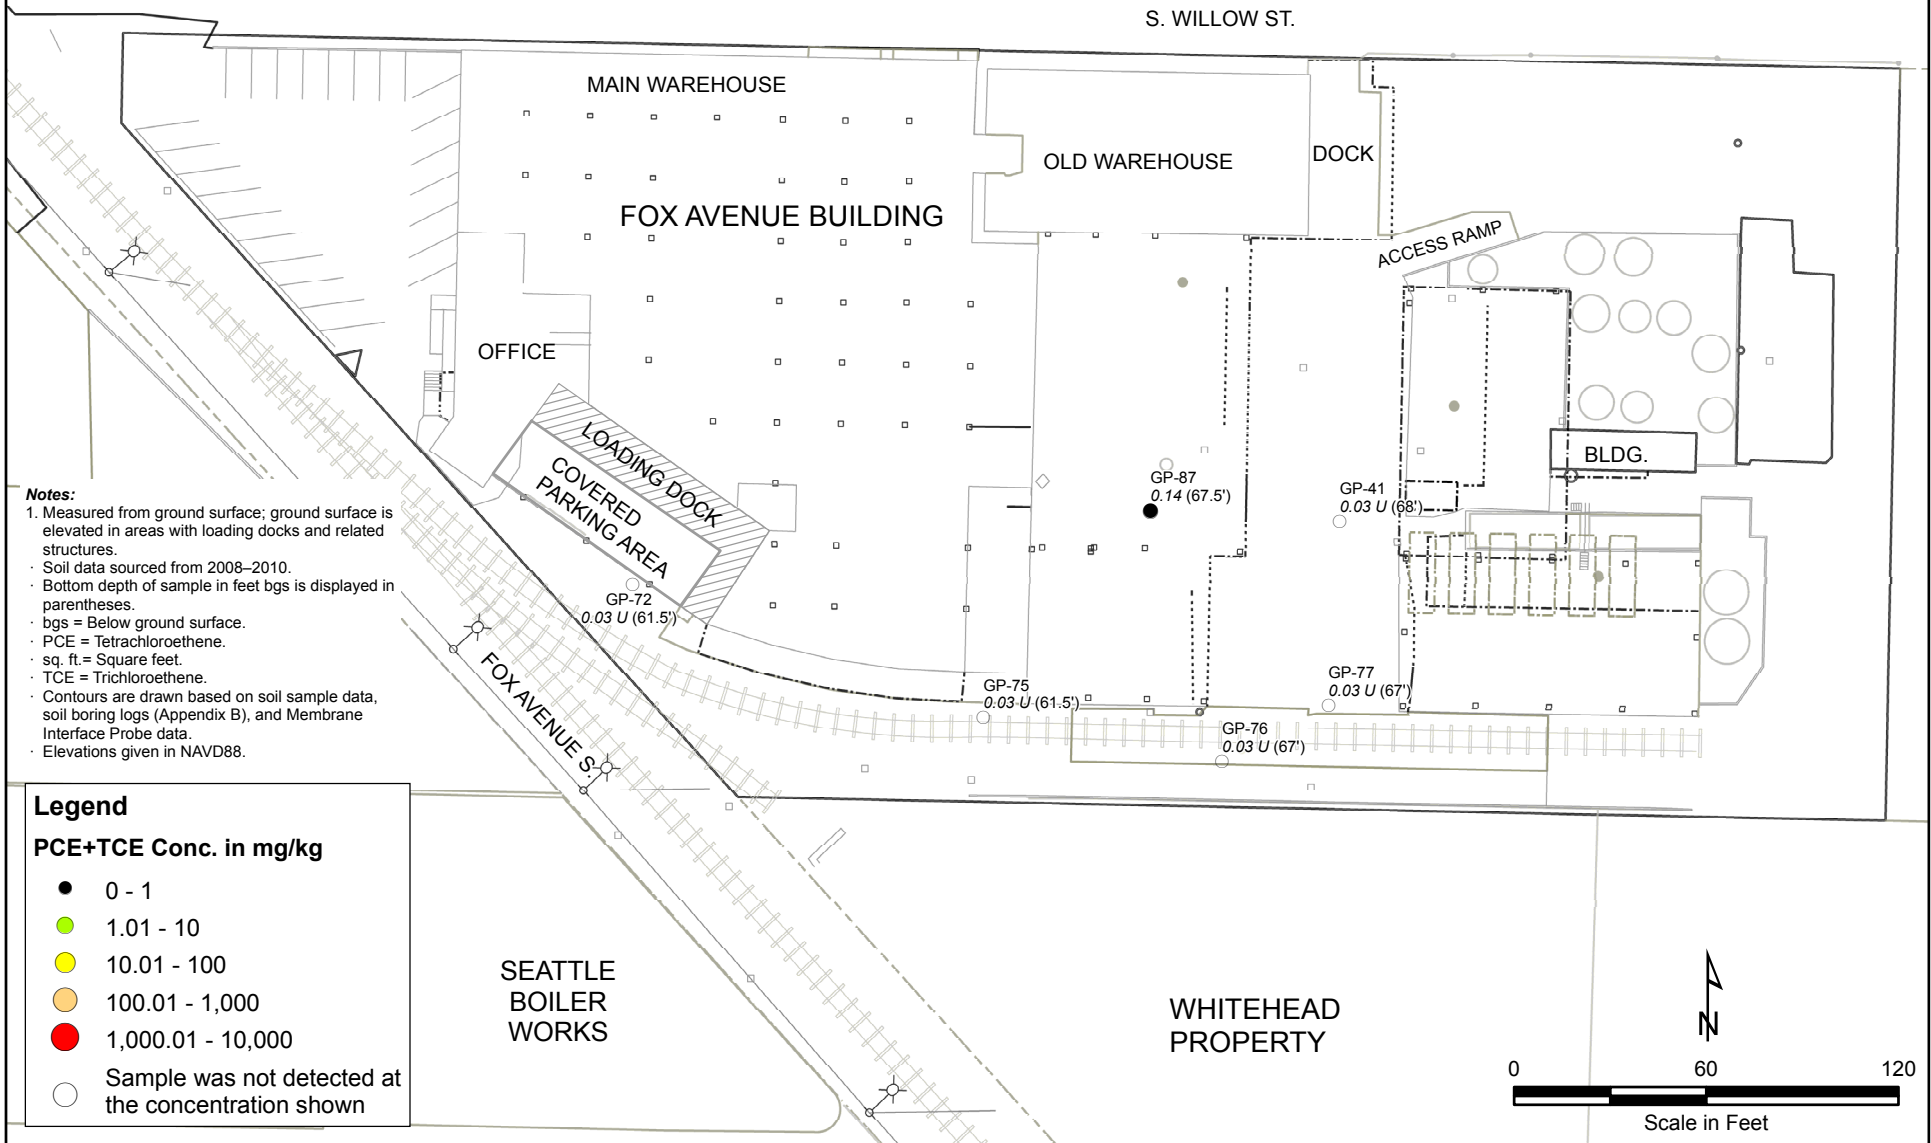 S. WILLOW ST.
MAIN WAREHOUSE
OLD WAREHOUSE
DOCK
FOX AVENUE BUILDING
ACCESS RAMP
OFFICE
LOADING DOCK
COVERED
PARKING AREA
BLDG.
GP-87
0.14 (67.5')
GP-41
0.03 U (68')
GP-72
0.03 U (61.5')
GP-75
0.03 U (61.5')
GP-77
0.03 U (67')
GP-76
0.03 U (67')
FOX AVENUE S.
Notes:
1. Measured from ground surface; ground surface is
elevated in areas with loading docks and related
structures.
· Soil data sourced from 2008–2010.
· Bottom depth of sample in feet bgs is displayed in
parentheses.
· bgs = Below ground surface.
· PCE = Tetrachloroethene.
· sq. ft.= Square feet.
· TCE = Trichloroethene.
· Contours are drawn based on soil sample data,
soil boring logs (Appendix B), and Membrane
Interface Probe data.
· Elevations given in NAVD88.
Legend
PCE+TCE Conc. in mg/kg
0 - 1
1.01 - 10
10.01 - 100
100.01 - 1,000
1,000.01 - 10,000
Sample was not detected at
the concentration shown
SEATTLE
BOILER
WORKS
WHITEHEAD
PROPERTY
N
0 60 120
Scale in Feet